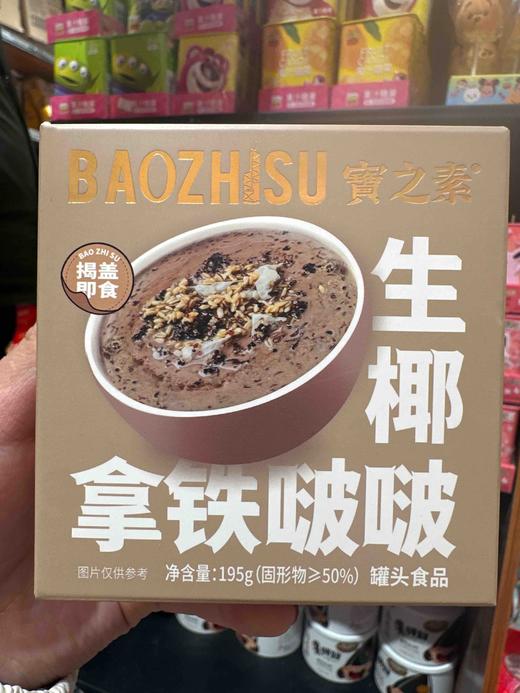 BAOZHISU 寶之素
BAO ZHI SU
揭盖
即食
生椰
拿铁啵啵
图片仅供参考 净含量:195g(固形物≥50%) 罐头食品